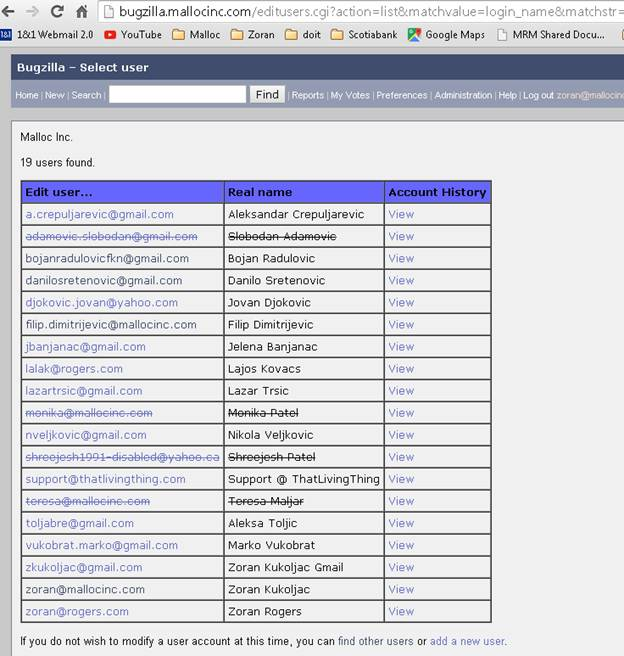 bugzilla.mallocinc.com/editusers.cgi?action=list&matchvalue=login_name&matchstr=
1&1 1&1 Webmail 2.0 YouTube Malloc Zoran doit Scotiabank Google Maps MRM Shared Docu...
Bugzilla – Select user
Home | New | Search | Find | Reports | My Votes | Preferences | Administration | Help | Log out zoran@mallocinc
Malloc Inc.
19 users found.
Edit user... Real name Account History
a.crepuljarevic@gmail.com Aleksandar Crepuljarevic View
adamovic.slobodan@gmail.com Slobodan Adamovic View
bojanradulovicfkn@gmail.com Bojan Radulovic View
danilosretenovic@gmail.com Danilo Sretenovic View
djokovic.jovan@yahoo.com Jovan Djokovic View
filip.dimitrijevic@mallocinc.com Filip Dimitrijevic View
jbanjanac@gmail.com Jelena Banjanac View
lalak@rogers.com Lajos Kovacs View
lazartrsic@gmail.com Lazar Trsic View
monika@mallocinc.com Monika Patel View
nveljkovic@gmail.com Nikola Veljkovic View
shreejesh1991-disabled@yahoo.ca Shreejesh Patel View
support@thatlivingthing.com Support @ ThatLivingThing View
teresa@mallocinc.com Teresa Maljar View
toljabre@gmail.com Aleksa Toljic View
vukobrat.marko@gmail.com Marko Vukobrat View
zkukoljac@gmail.com Zoran Kukoljac Gmail View
zoran@mallocinc.com Zoran Kukoljac View
zoran@rogers.com Zoran Rogers View
If you do not wish to modify a user account at this time, you can find other users or add a new user.